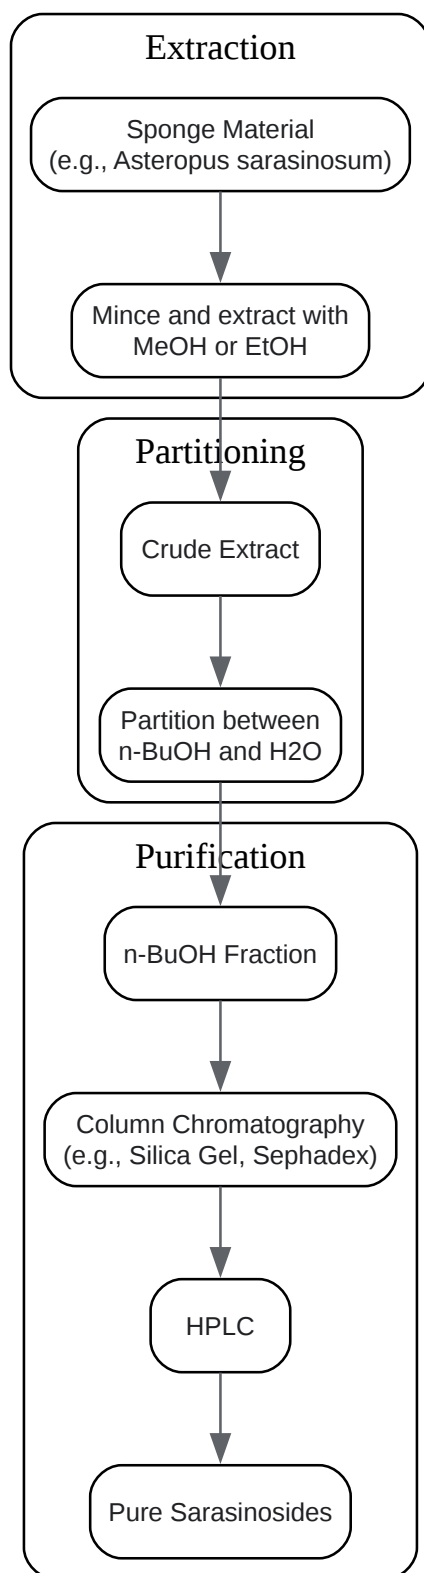 Extraction
Sponge Material
(e.g., Asteropus sarasinosum)
Mince and extract with
MeOH or EtOH
Partitioning
Crude Extract
Partition between
n-BuOH and H2O
Purification
n-BuOH Fraction
Column Chromatography
(e.g., Silica Gel, Sephadex)
HPLC
Pure Sarasinosides